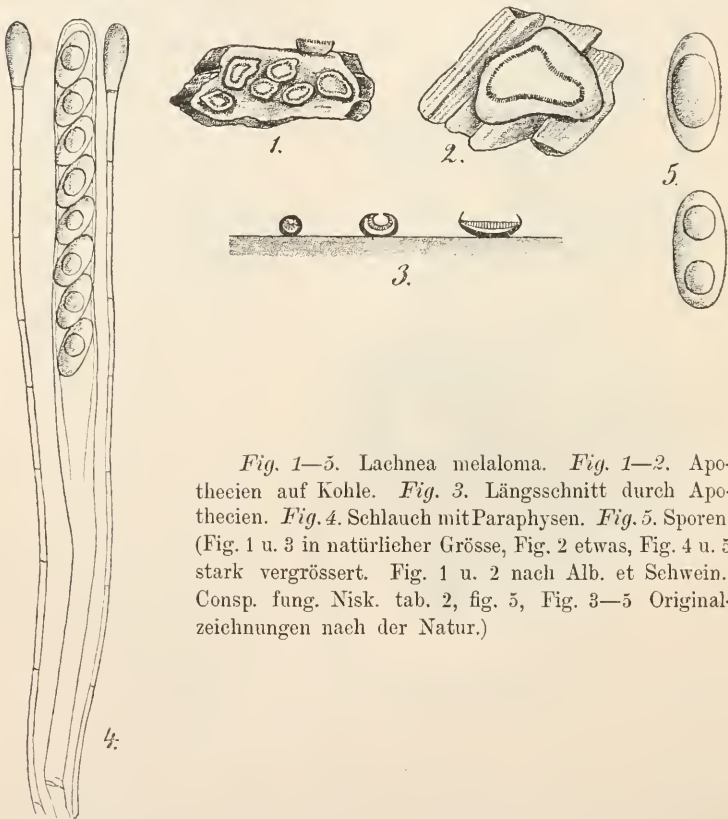 1.
2.
5.
3.
Fig. 1—5. Lachnea melaloma. Fig. 1—2. Apo-
thecien auf Kohle. Fig. 3. Längsschnitt durch Apo-
thecien. Fig. 4. Schlauch mit Paraphysen. Fig. 5. Sporen
(Fig. 1 u. 3 in natürlicher Grösse, Fig. 2 etwas, Fig. 4 u. 5
stark vergrössert. Fig. 1 u. 2 nach Alb. et Schwein.
Consp. fung. Nisk. tab. 2, fig. 5, Fig. 3—5 Original-
zeichnungen nach der Natur.)
4.